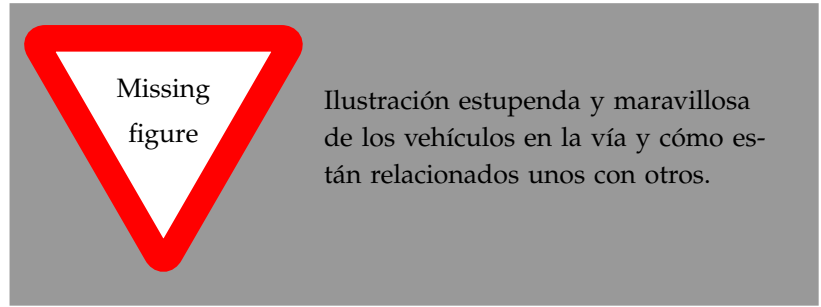 Missing
figure
Ilustración estupenda y maravillosa
de los vehículos en la vía y cómo es-
tán relacionados unos con otros.